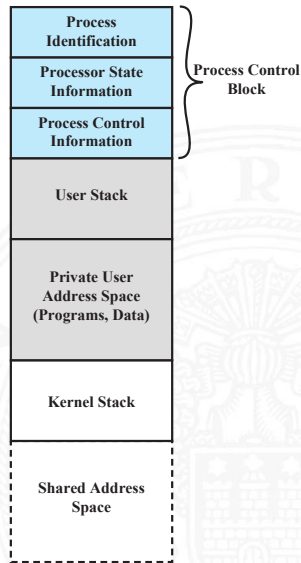 Process
Identification
Processor State
Information
Process Control
Information
Process Control
Block
User Stack
Private User
Address Space
(Programs, Data)
Kernel Stack
Shared Address
Space